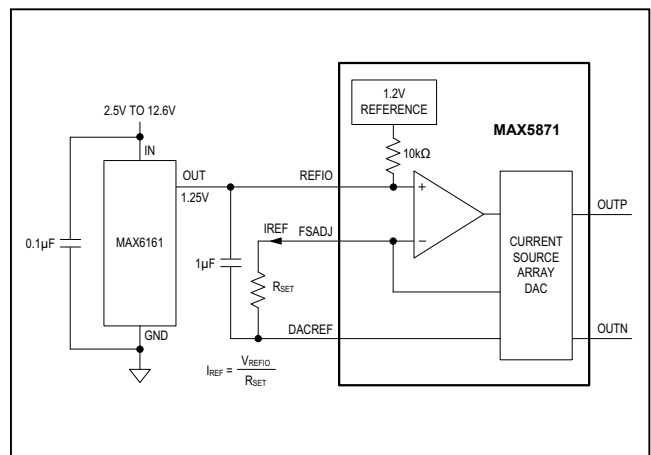 2.5V TO 12.6V
IN
OUT
1.25V
MAX6161
0.1µF
GND
1µF
IREF
FSADJ
RSET
REFIO
DACREF
IREF = VREFIO
RSET
1.2V
REFERENCE
10kΩ
MAX5871
+
−
CURRENT
SOURCE
ARRAY
DAC
OUTP
OUTN